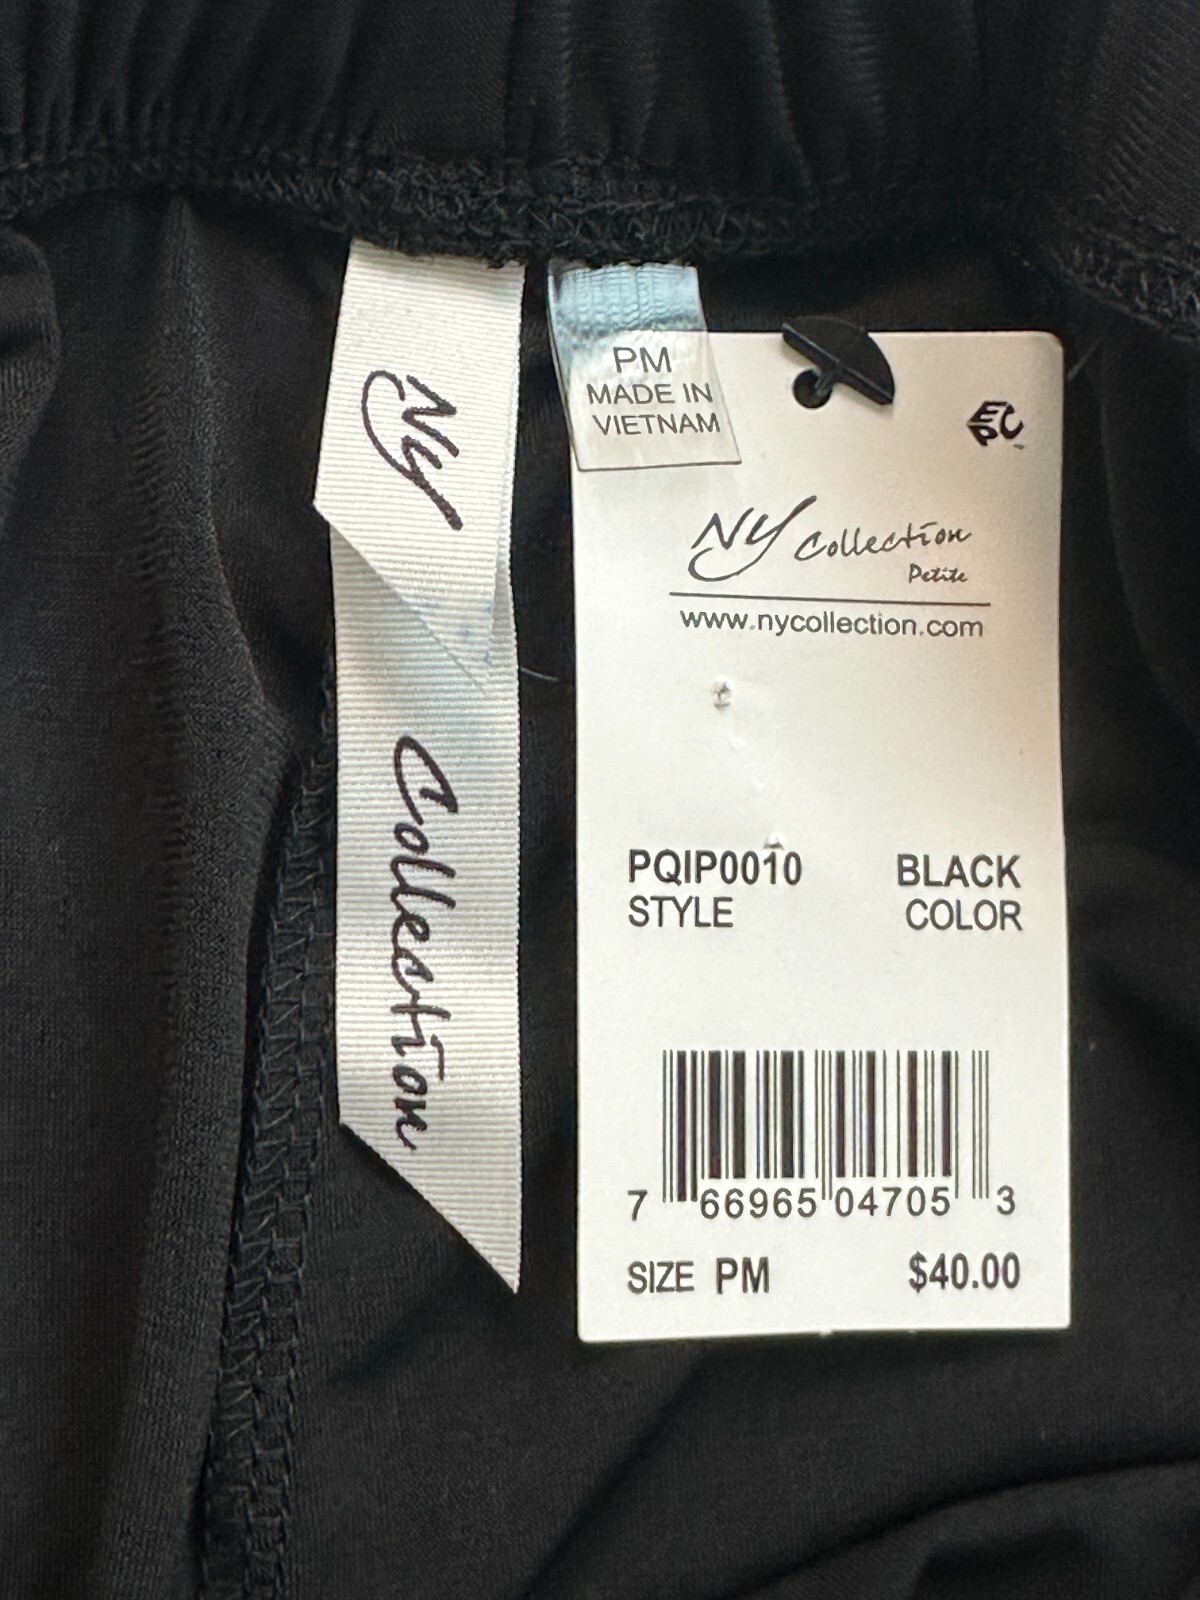 NY
Collection
PM
MADE IN
VIETNAM
EPC
NY Collection
Petite
www.nycollection.com
PQIP0010 BLACK
STYLE COLOR
7 66965 04705 3
SIZE PM $40.00